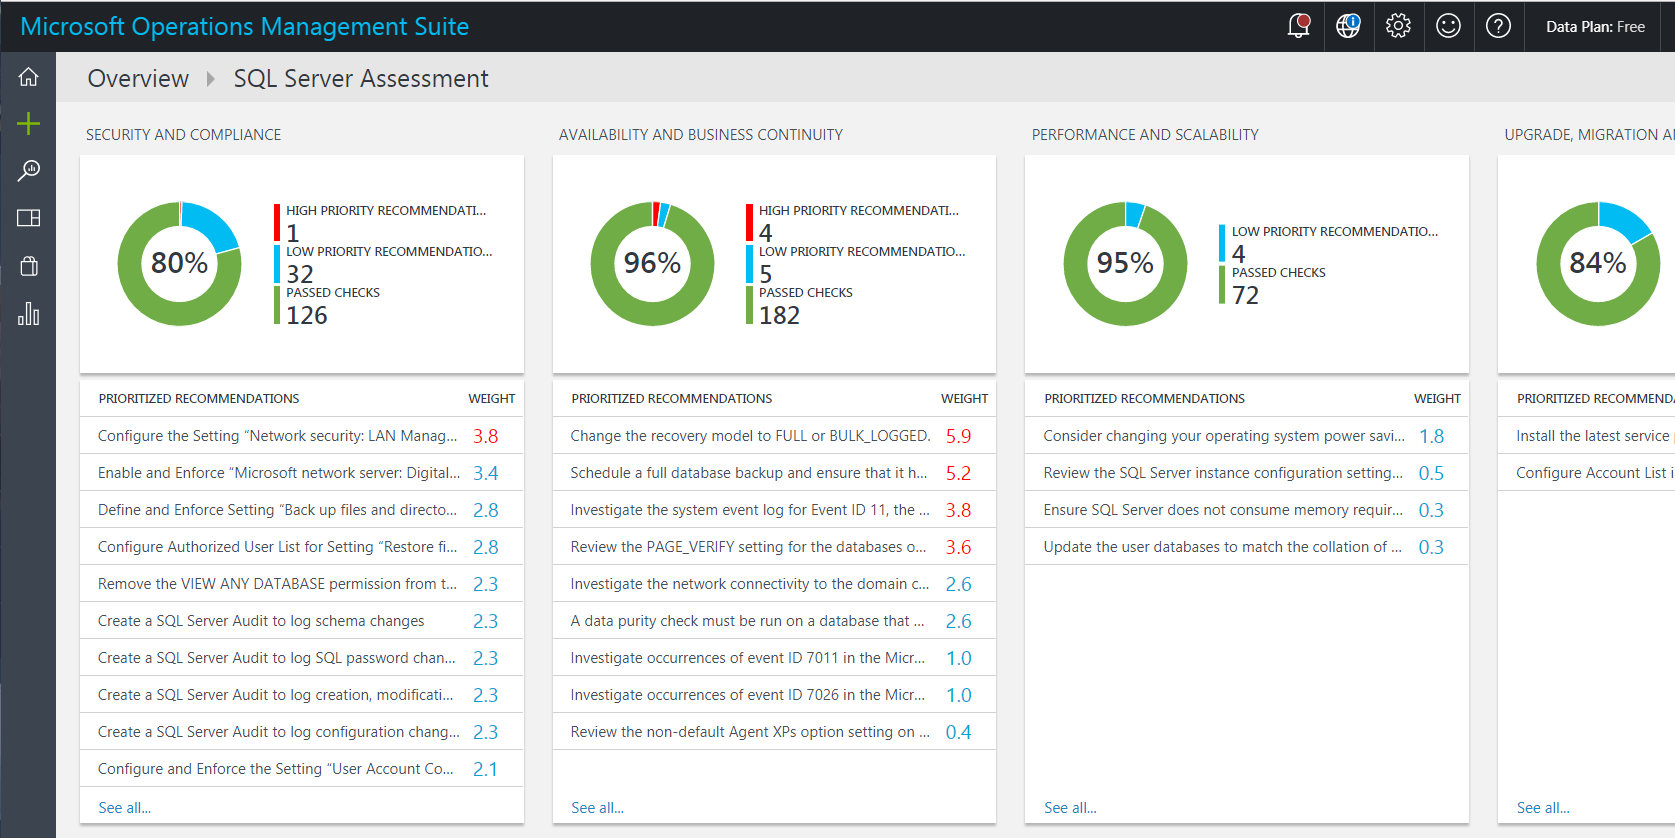 Microsoft Operations Management Suite
Data Plan: Free
Overview SQL Server Assessment
SECURITY AND COMPLIANCE
80%
HIGH PRIORITY RECOMMENDATI...
1
LOW PRIORITY RECOMMENDATIO...
32
PASSED CHECKS
126
PRIORITIZED RECOMMENDATIONS WEIGHT
Configure the Setting “Network security: LAN Manag... 3.8
Enable and Enforce “Microsoft network server: Digital... 3.4
Define and Enforce Setting “Back up files and directo... 2.8
Configure Authorized User List for Setting “Restore fi... 2.8
Remove the VIEW ANY DATABASE permission from t... 2.3
Create a SQL Server Audit to log schema changes 2.3
Create a SQL Server Audit to log SQL password chan... 2.3
Create a SQL Server Audit to log creation, modificati... 2.3
Create a SQL Server Audit to log configuration chang... 2.3
Configure and Enforce the Setting “User Account Co... 2.1
See all...
AVAILABILITY AND BUSINESS CONTINUITY
96%
HIGH PRIORITY RECOMMENDATI...
4
LOW PRIORITY RECOMMENDATIO...
5
PASSED CHECKS
182
PRIORITIZED RECOMMENDATIONS WEIGHT
Change the recovery model to FULL or BULK_LOGGED. 5.9
Schedule a full database backup and ensure that it h... 5.2
Investigate the system event log for Event ID 11, the ... 3.8
Review the PAGE_VERIFY setting for the databases o... 3.6
Investigate the network connectivity to the domain c... 2.6
A data purity check must be run on a database that ... 2.6
Investigate occurrences of event ID 7011 in the Micr... 1.0
Investigate occurrences of event ID 7026 in the Micr... 1.0
Review the non-default Agent XPs option setting on ... 0.4
See all...
PERFORMANCE AND SCALABILITY
95%
LOW PRIORITY RECOMMENDATIO...
4
PASSED CHECKS
72
PRIORITIZED RECOMMENDATIONS WEIGHT
Consider changing your operating system power savi... 1.8
Review the SQL Server instance configuration setting... 0.5
Ensure SQL Server does not consume memory requir... 0.3
Update the user databases to match the collation of ... 0.3
See all...
UPGRADE, MIGRATION A
84%
PRIORITIZED RECOMMEND
Install the latest service
Configure Account List i
See all...